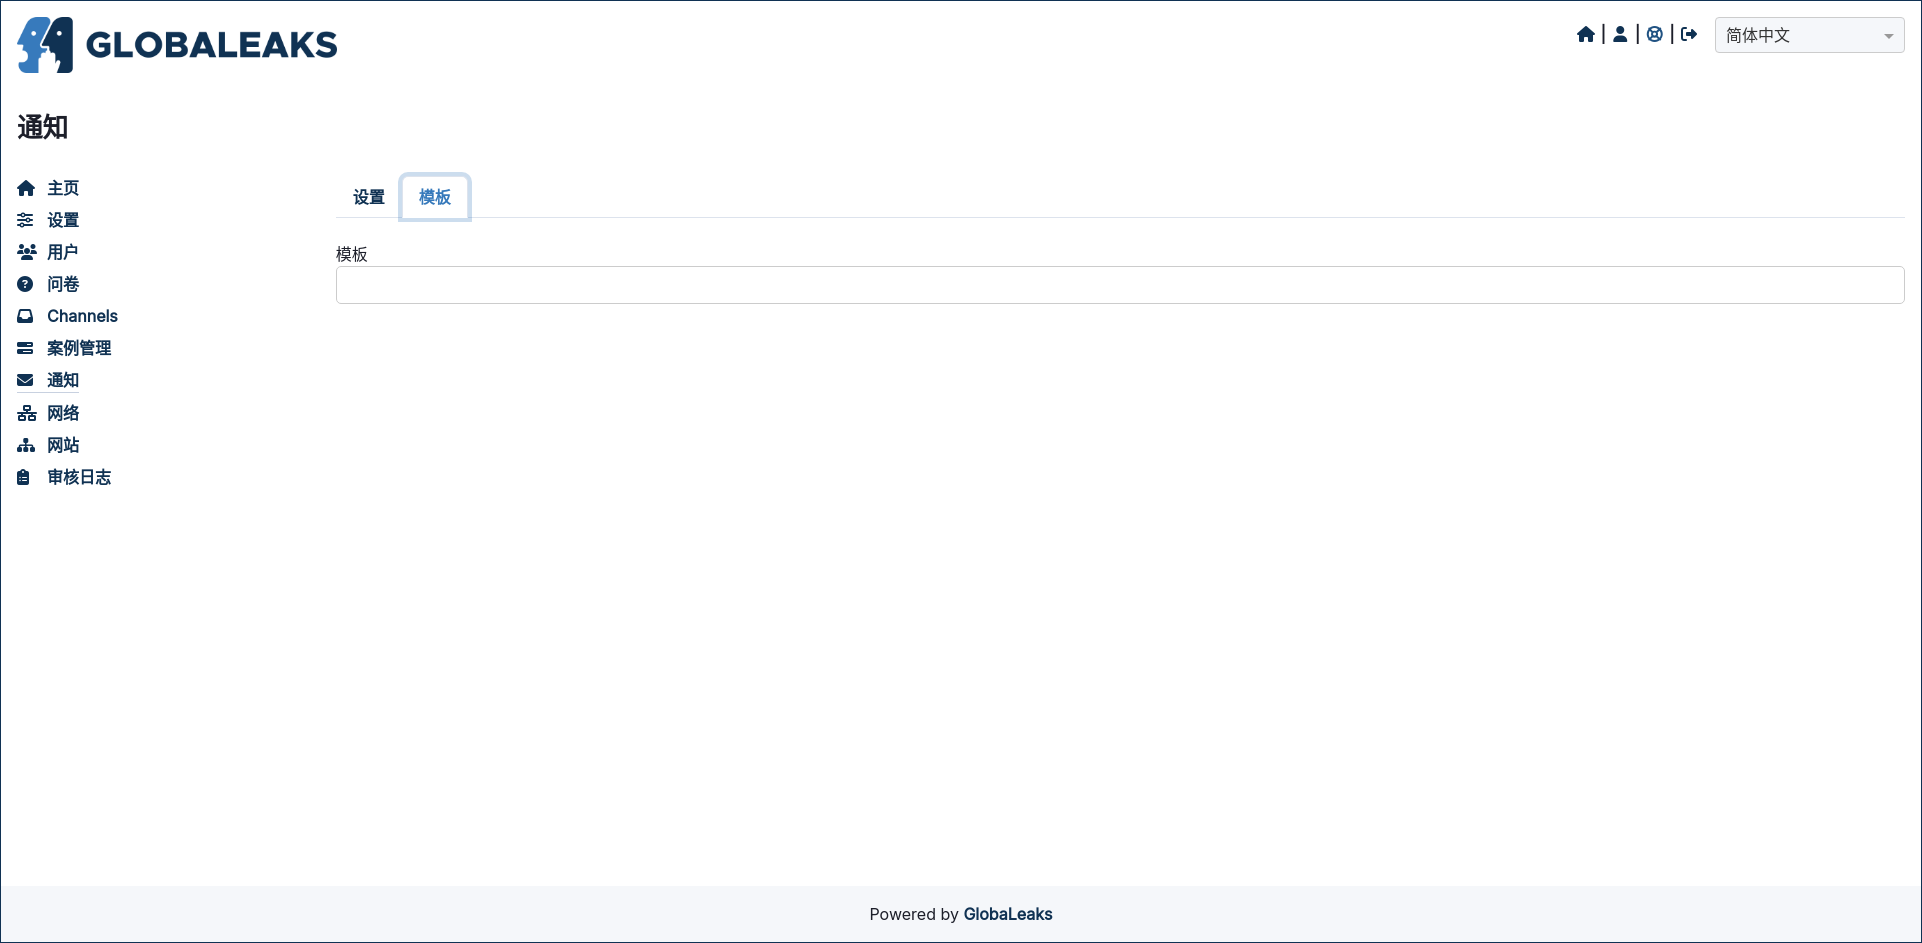 GLOBALEAKS
简体中文
通知
主页
设置
用户
问卷
Channels
案例管理
通知
网络
网站
审核日志
设置
模板
模板
Powered by GlobaLeaks